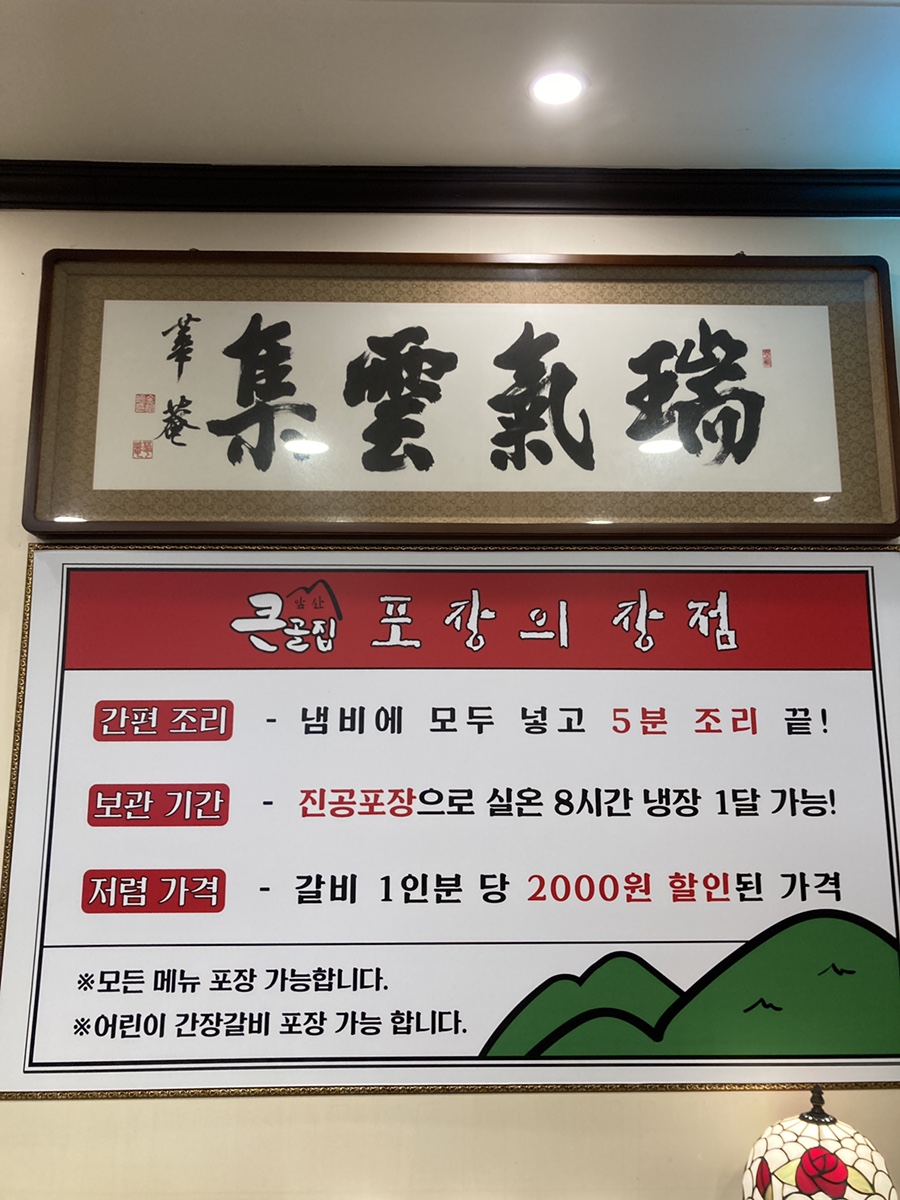 瑞氣雲集
華菴
남산
큰골집 포장의 장점
간편 조리 - 냄비에 모두 넣고 5분 조리 끝!
보관 기간 - 진공포장으로 실온 8시간 냉장 1달 가능!
저렴 가격 - 갈비 1인분 당 2000원 할인된 가격
※모든 메뉴 포장 가능합니다.
※어린이 간장갈비 포장 가능 합니다.